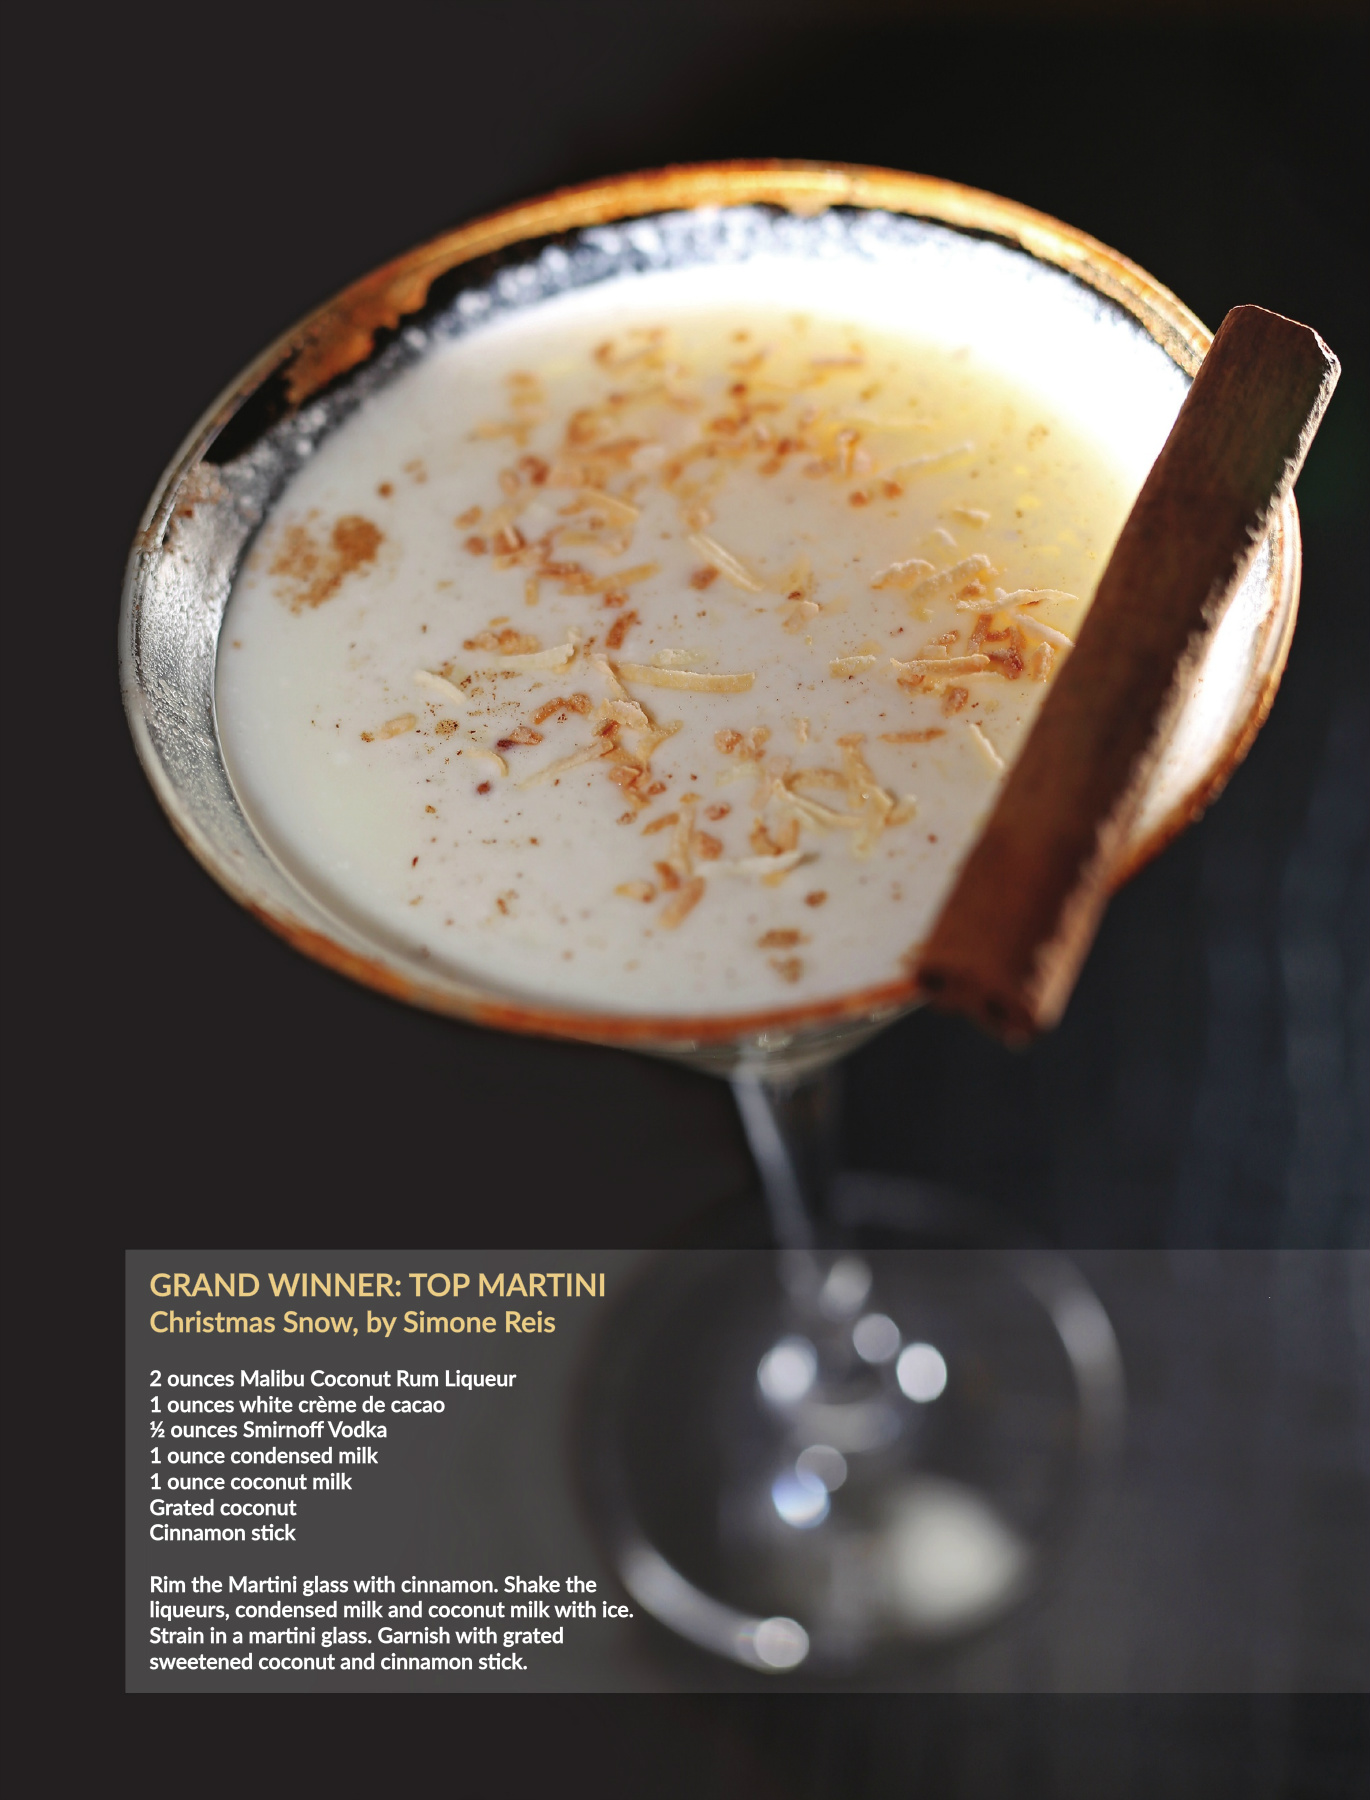 GRAND WINNER: TOP MARTINI
Christmas Snow, by Simone Reis
2 ounces Malibu Coconut Rum Liqueur
1 ounces white crème de cacao
½ ounces Smirnoff Vodka
1 ounce condensed milk
1 ounce coconut milk
Grated coconut
Cinnamon stick
Rim the Martini glass with cinnamon. Shake the
liqueurs, condensed milk and coconut milk with ice.
Strain in a martini glass. Garnish with grated
sweetened coconut and cinnamon stick.